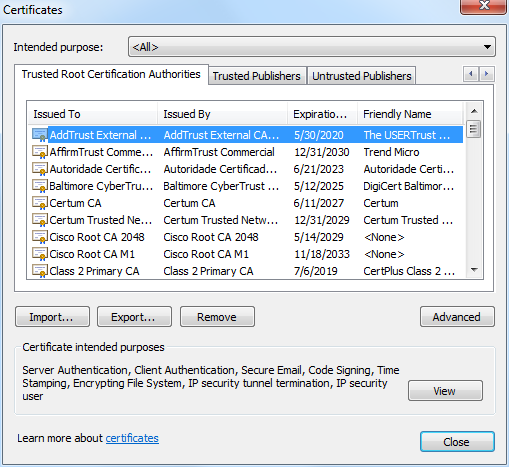 Certificates
Intended purpose: <All>
Trusted Root Certification Authorities Trusted Publishers Untrusted Publishers
Issued To Issued By Expiratio... Friendly Name
AddTrust External ... AddTrust External CA... 5/30/2020 The USERTrust ...
AffirmTrust Comme... AffirmTrust Commercial 12/31/2030 Trend Micro
Autoridade Certific... Autoridade Certificad... 6/21/2023 Autoridade Certi...
Baltimore CyberTru... Baltimore CyberTrust ... 5/12/2025 DigiCert Baltimor...
Certum CA Certum CA 6/11/2027 Certum
Certum Trusted Ne... Certum Trusted Netw... 12/31/2029 Certum Trusted ...
Cisco Root CA 2048 Cisco Root CA 2048 5/14/2029 <None>
Cisco Root CA M1 Cisco Root CA M1 11/18/2033 <None>
Class 2 Primary CA Class 2 Primary CA 7/6/2019 CertPlus Class 2 ...
Import... Export... Remove Advanced
Certificate intended purposes
Server Authentication, Client Authentication, Secure Email, Code Signing, Time
Stamping, Encrypting File System, IP security tunnel termination, IP security
user
View
Learn more about certificates
Close